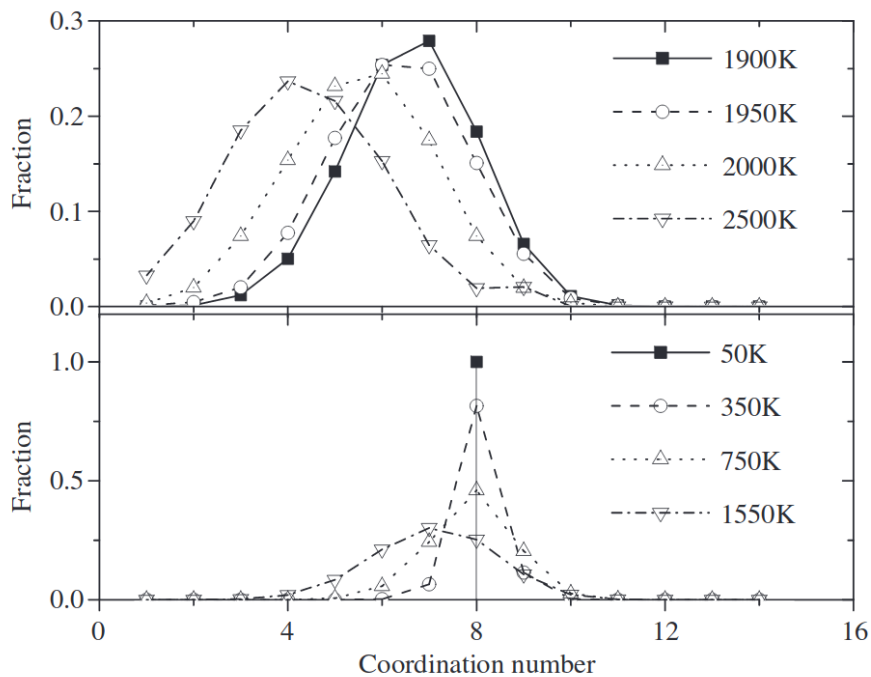 0.3
0.2
0.1
0.0
Fraction
1900K
1950K
2000K
2500K
1.0
0.5
0.0
Fraction
50K
350K
750K
1550K
0 4 8 12 16
Coordination number